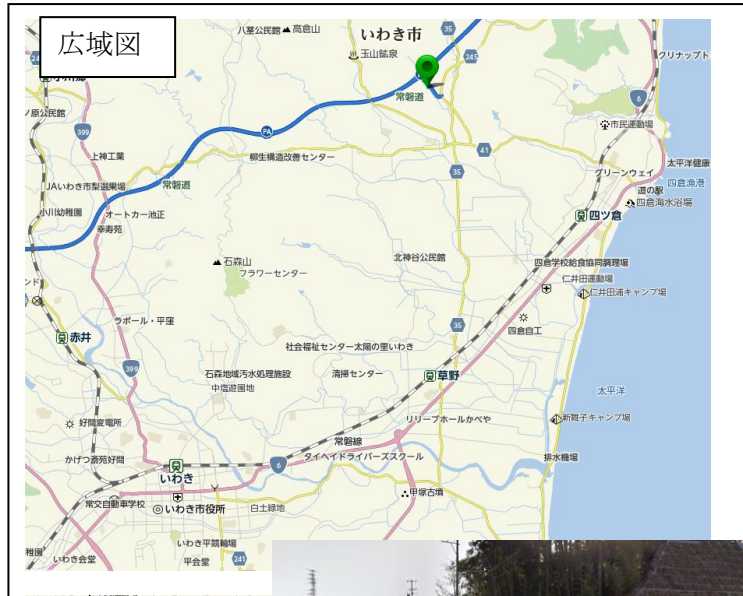 広域図
八茎公園館
高倉山
いわき市
35
玉山鉱泉
245
クリナップト
6
常磐道
ノ原公民館
399
PA
市民運動場
上神工業
41
柳生構造改善センター
太平洋健康
グリーンウェイ
JAいわき市梨選果場
常磐道
35
道の駅
四倉漁港
四倉海水浴場
小川幼稚園
オートカー池正
四ツ倉
幸寿苑
北神谷公民館
石森山
フラワーセンター
四倉学校給食協同調理場
仁井田運動場
仁井田浦キャンプ場
ラポール・平窪
35
四倉自工
赤井
社会福祉センター太陽の里いわき
399
石森地域汚水処理施設
清掃センター
草野
中塩遊園地
太平洋
好間変電所
リリーブホールかべや
新舞子キャンプ場
常磐線
かげつ斎苑好間
タイヘイドライバーズスクール
いわき
6
排水機場
甲塚古墳
常交自動車学校
いわき市役所
白土緑地
いわき平競輪場
稚園
いわき会堂
平会堂
241